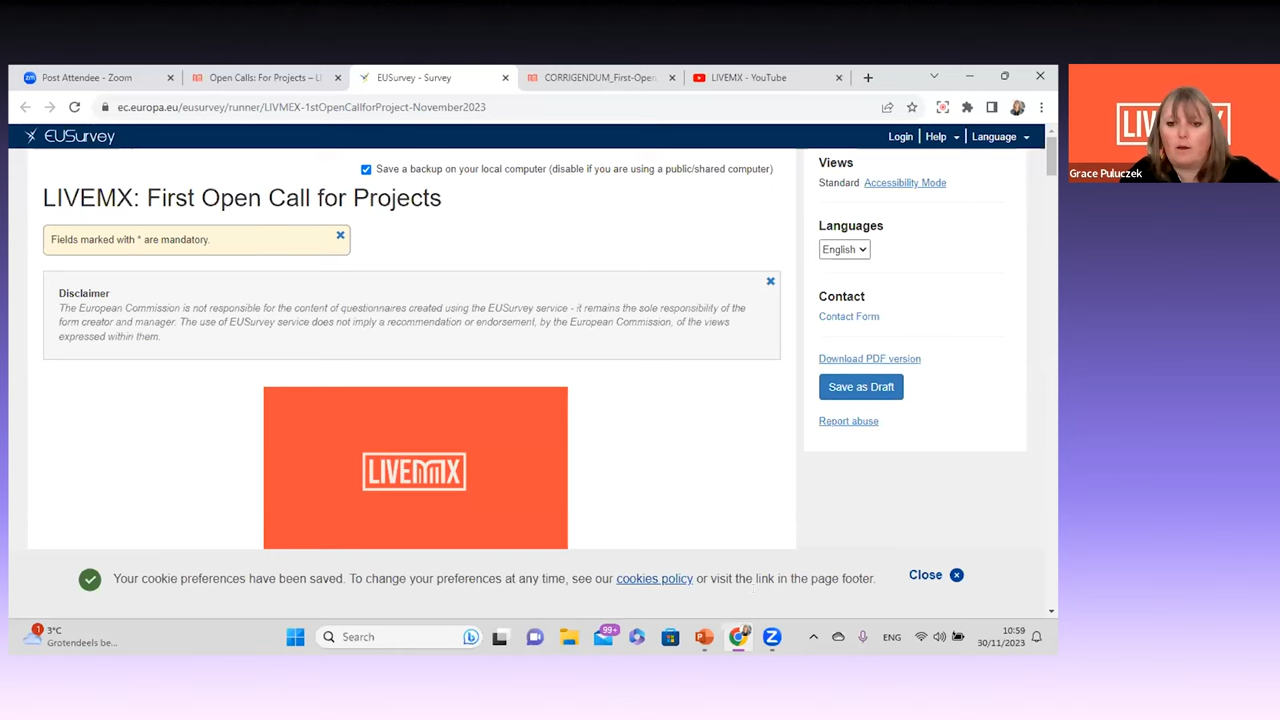 Post Attendee - Zoom
Open Calls: For Projects – LI
EUSurvey - Survey
CORRIGENDUM_First-Open
LIVEMX - YouTube
ec.europa.eu/eusurvey/runner/LIVMEX-1stOpenCallforProject-November2023
EUSurvey
Login
Help
Language
Save a backup on your local computer (disable if you are using a public/shared computer)
LIVEMX: First Open Call for Projects
Fields marked with * are mandatory.
Disclaimer
The European Commission is not responsible for the content of questionnaires created using the EUSurvey service - it remains the sole responsibility of the
form creator and manager. The use of EUSurvey service does not imply a recommendation or endorsement, by the European Commission, of the views
expressed within them.
LIVEMX
Views
Standard Accessibility Mode
Languages
English
Contact
Contact Form
Download PDF version
Save as Draft
Report abuse
Your cookie preferences have been saved. To change your preferences at any time, see our cookies policy or visit the link in the page footer.
Close
1
3°C
Grotendeels be...
Search
99+
ENG
10:59
30/11/2023
LIV
Grace Puluczek